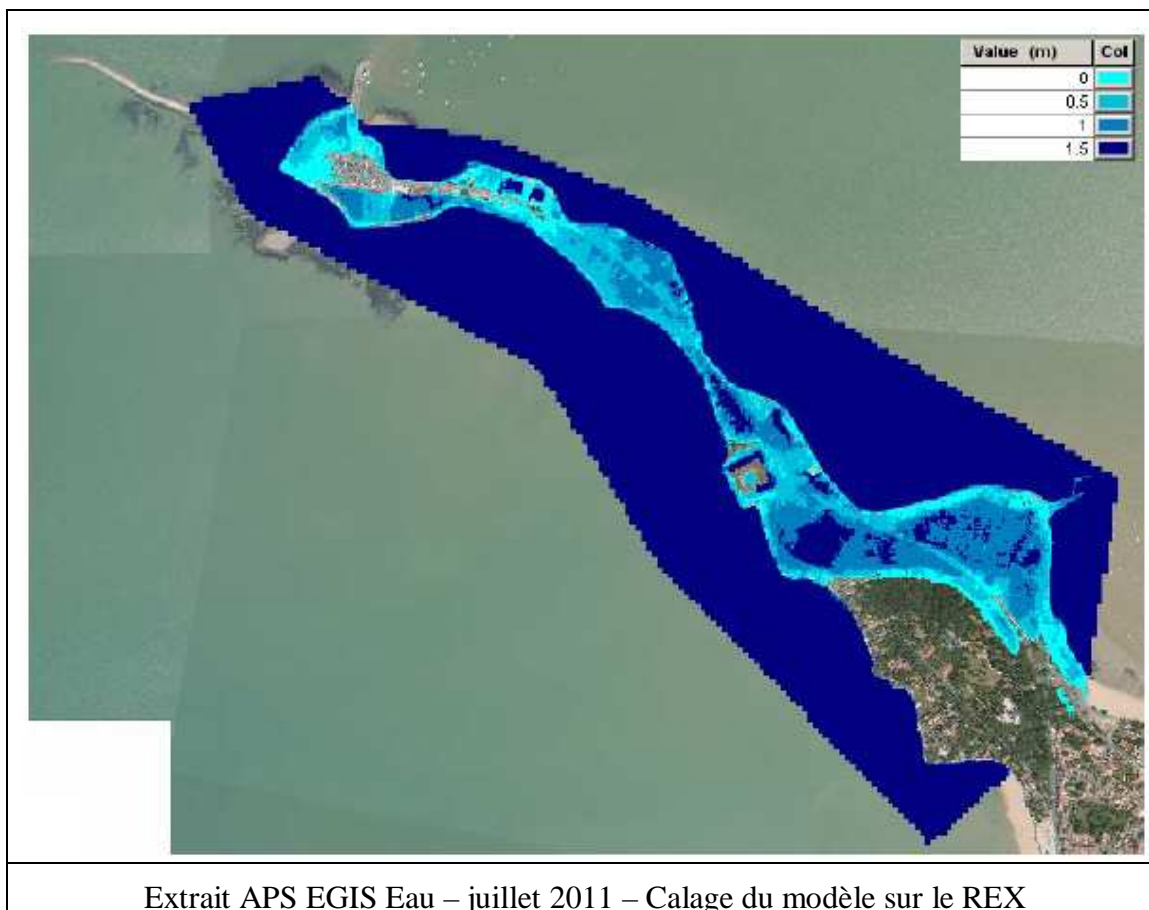 Value (m) Col
0
0.5
1
1.5
Extrait APS EGIS Eau – juillet 2011 – Calage du modèle sur le REX